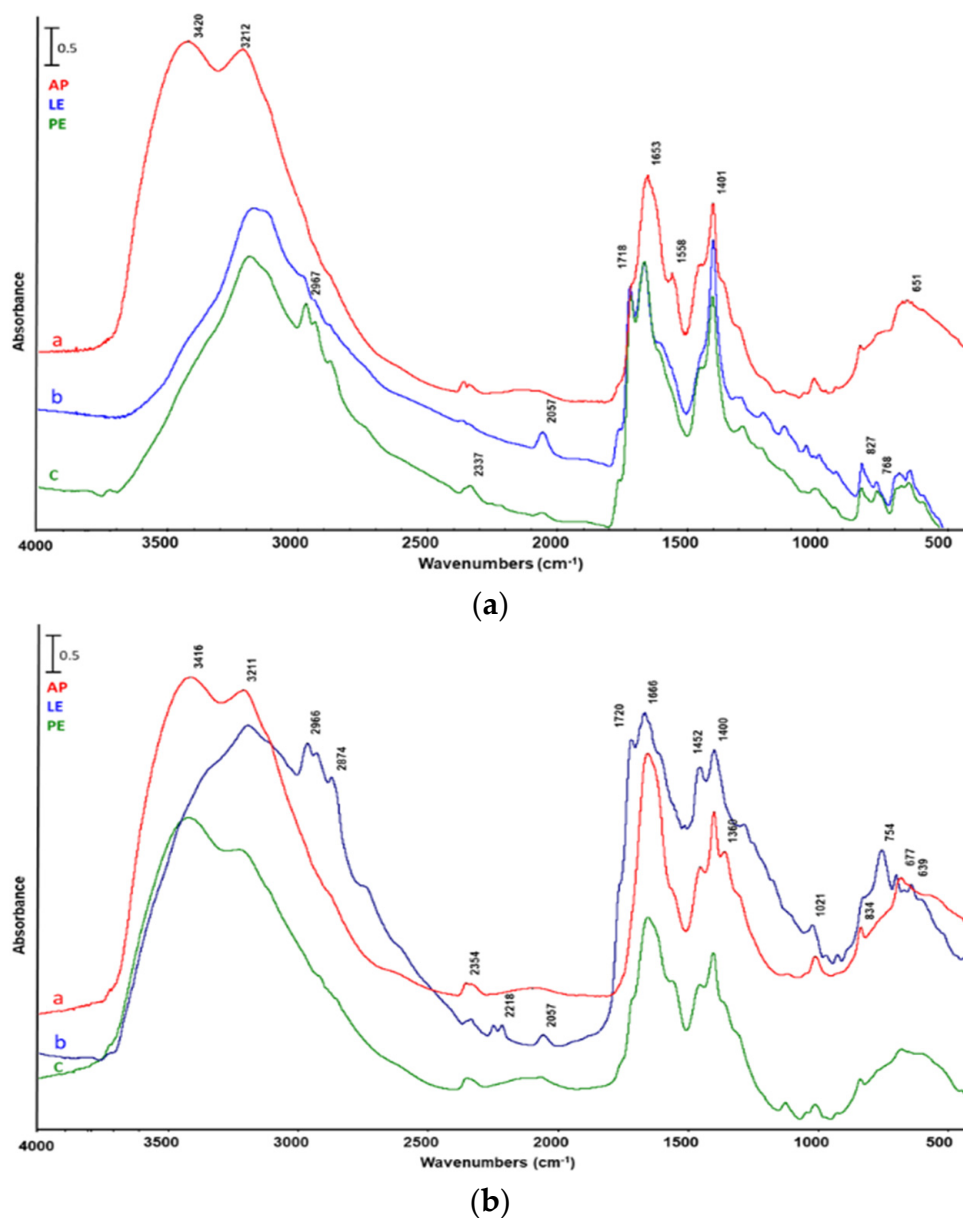 3420
3212
0.5
AP
LE
PE
1653
1401
1718
1558
2967
651
a
b
2057
c
2337
827
768
Absorbance
4000 3500 3000 2500 2000 1500 1000 500
Wavenumbers (cm⁻¹)
(a)
0.5
3416
3211
AP
LE
PE
2966
2874
1720
1666
1452
1400
1360
754
677
639
834
1021
2354
2218
2057
a
b
c
Absorbance
4000 3500 3000 2500 2000 1500 1000 500
Wavenumbers (cm⁻¹)
(b)